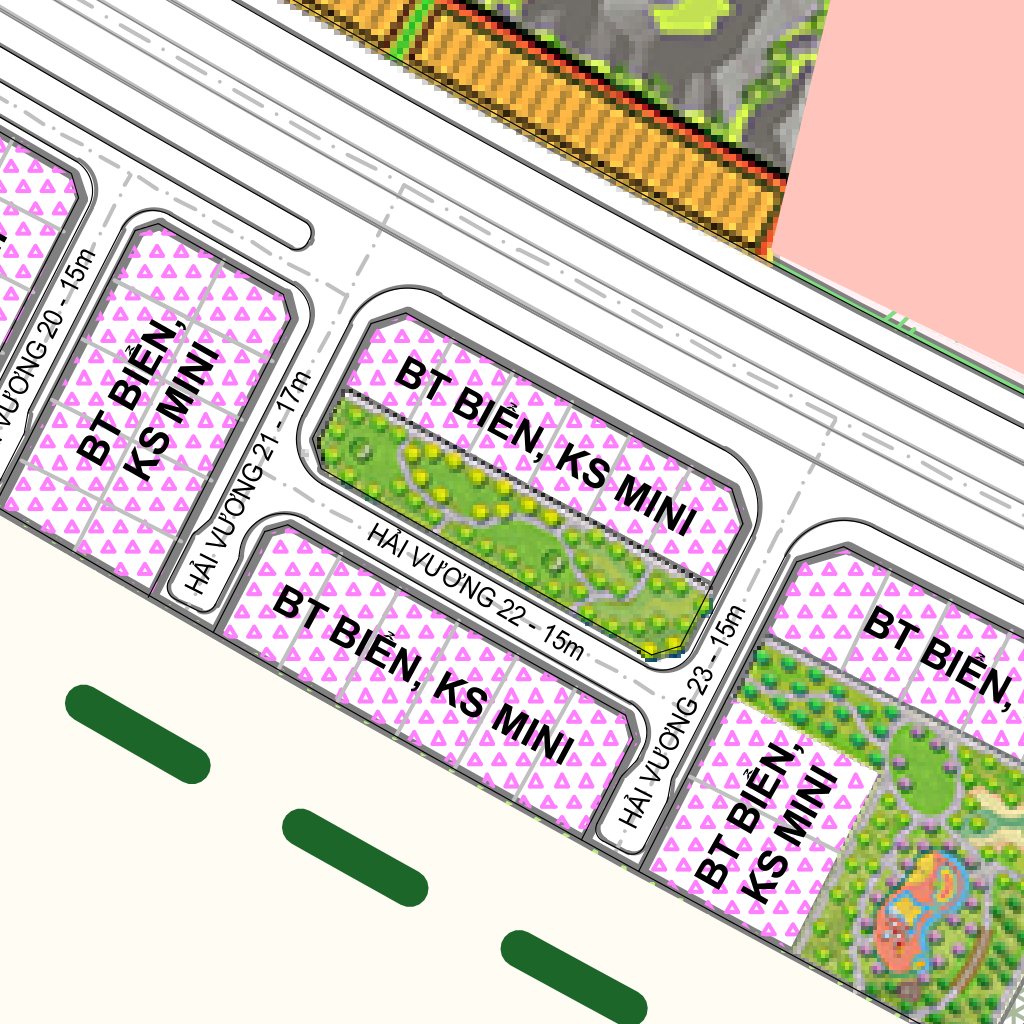 VƯƠNG 20 - 15m
BT BIỂN,
KS MINI
HẢI VƯƠNG 21 - 17m
BT BIỂN, KS MINI
HẢI VƯƠNG 22 - 15m
BT BIỂN, KS MINI
HẢI VƯƠNG 23 - 15m
BT BIỂN,
BT BIỂN,
KS MINI